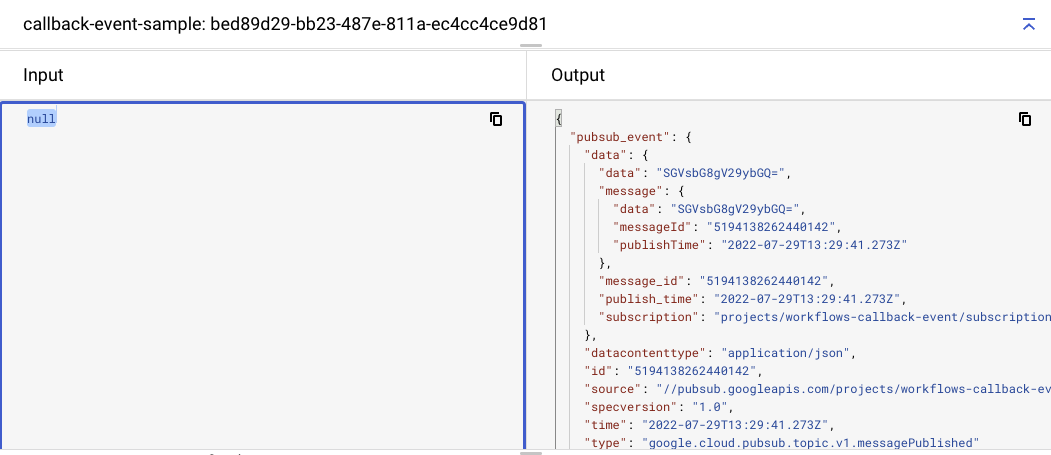 callback-event-sample: bed89d29-bb23-487e-811a-ec4cc4ce9d81
Input
Output
null
{
"pubsub_event": {
"data": {
"data": "SGVsbG8gV29ybGQ=",
"message": {
"data": "SGVsbG8gV29ybGQ=",
"messageId": "5194138262440142",
"publishTime": "2022-07-29T13:29:41.273Z"
},
"message_id": "5194138262440142",
"publish_time": "2022-07-29T13:29:41.273Z",
"subscription": "projects/workflows-callback-event/subscription
},
"datacontenttype": "application/json",
"id": "5194138262440142",
"source": "//pubsub.googleapis.com/projects/workflows-callback-ev
"specversion": "1.0",
"time": "2022-07-29T13:29:41.273Z",
"type": "google.cloud.pubsub.topic.v1.messagePublished"